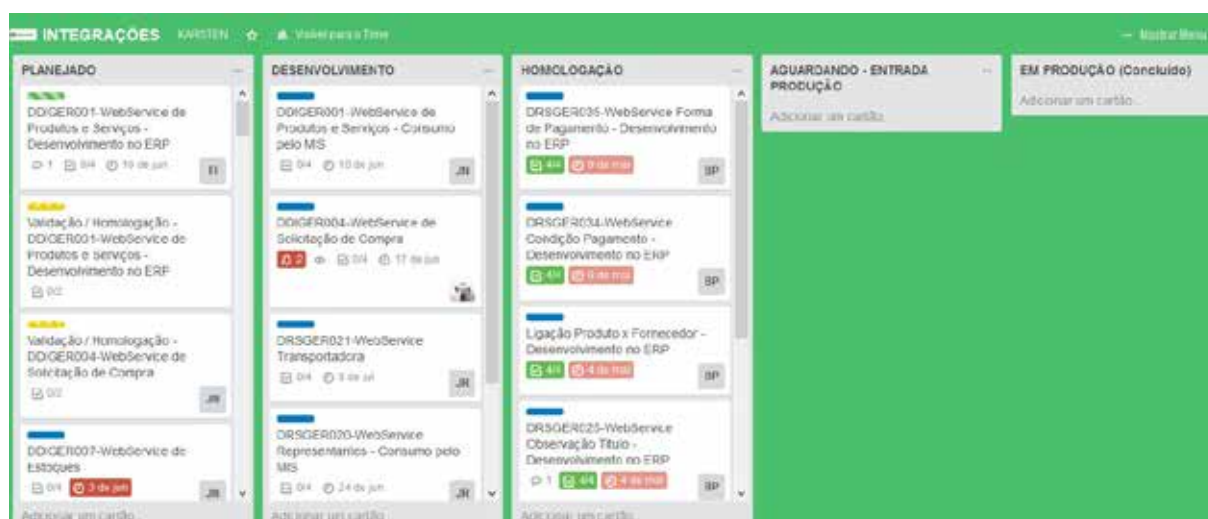 INTEGRAÇÕES KARSTEN Visível para o Time Mostrar Menu
PLANEJADO
DDIGER001-WebService de
Produtos e Serviços -
Desenvolvimento no ERP
1 0/4 10 de jun
Validação / Homologação -
DDIGER001-WebService de
Produtos e Serviços -
Desenvolvimento no ERP
0/2
Validação / Homologação -
DDIGER004-WebService de
Solicitação de Compra
0/2
JR
DDIGER007-WebService de
Estoques
0/4 3 de jun
JR
Adicionar um cartão...
DESENVOLVIMENTO
DDIGER001-WebService de
Produtos e Serviços - Consumo
pelo MIS
0/4 10 de jun
JN
DDIGER004-WebService de
Solicitação de Compra
2 0/4 17 de jun
DRSGER021-WebService
Transportadora
0/4
JR
DRSGER020-WebService
Representantes - Consumo pelo
MIS
0/4 24 de jun
JR
Adicionar um cartão...
HOMOLOGAÇÃO
DRSGER035-WebService Forma
de Pagamento - Desenvolvimento
no ERP
4/4 9 de mai
BP
DRSGER034-WebService
Condição Pagamento -
Desenvolvimento no ERP
4/4 9 de mai
BP
Ligação Produto x Fornecedor -
Desenvolvimento no ERP
4/4 4 de mai
BP
DRSGER025-WebService
Observação Título -
Desenvolvimento no ERP
1 4/4 4 de mai
BP
Adicionar um cartão...
AGUARDANDO - ENTRADA
PRODUÇÃO
Adicionar um cartão...
EM PRODUÇÃO (Concluído)
Adicionar um cartão...